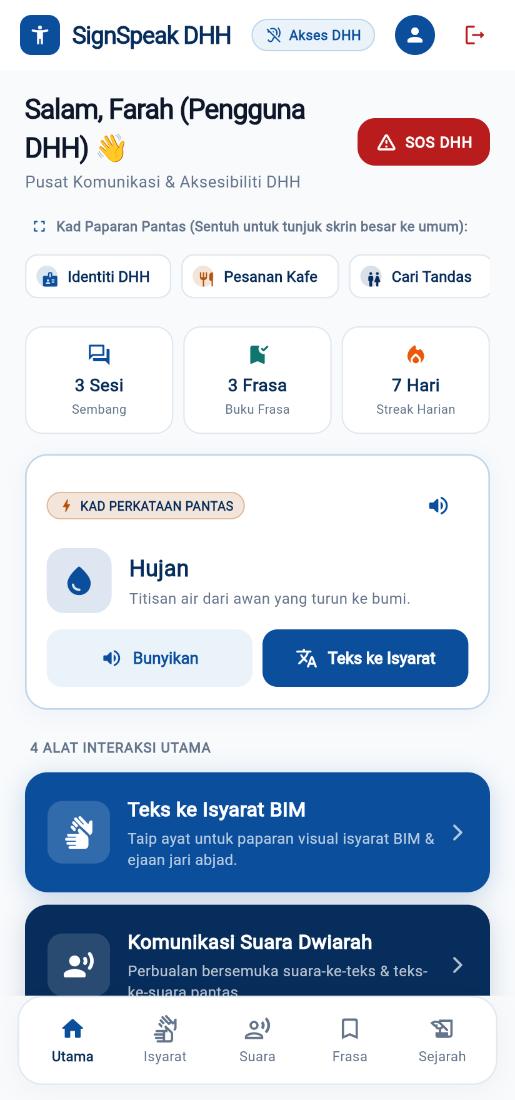 SignSpeak DHH
Akses DHH
Salam, Farah (Pengguna
DHH) 👋
SOS DHH
Pusat Komunikasi & Aksesibiliti DHH
Kad Paparan Pantas (Sentuh untuk tunjuk skrin besar ke umum):
Identiti DHH
Pesanan Kafe
Cari Tandas
3 Sesi
Sembang
3 Frasa
Buku Frasa
7 Hari
Streak Harian
KAD PERKATAAN PANTAS
Hujan
Titisan air dari awan yang turun ke bumi.
Bunyikan
Teks ke Isyarat
4 ALAT INTERAKSI UTAMA
Teks ke Isyarat BIM
Taip ayat untuk paparan visual isyarat BIM &
ejaan jari abjad.
Komunikasi Suara Dwiarah
Perbualan bersemuka suara-ke-teks & teks-
ke-suara pantas
Utama
Isyarat
Suara
Frasa
Sejarah